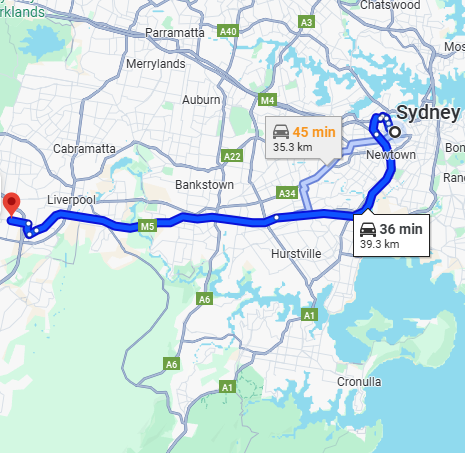 Chatswood
rklands
A3
A40
Parramatta
Mos
Merrylands
M4
Auburn
Sydney
45 min
35.3 km
Cabramatta
A22
Newtown
Bon
Bankstown
Ran
A34
Liverpool
M5
36 min
39.3 km
Hurstville
A6
A1
A6
Cronulla
A1